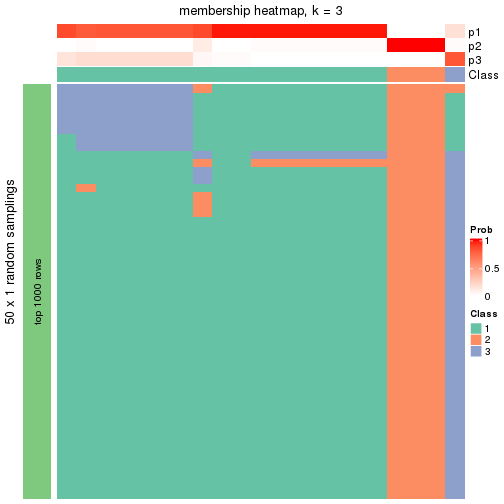 membership heatmap, k = 3
p1
p2
p3
Class
50 x 1 random samplings
top 1000 rows
Prob
1
0.5
0
Class
1
2
3